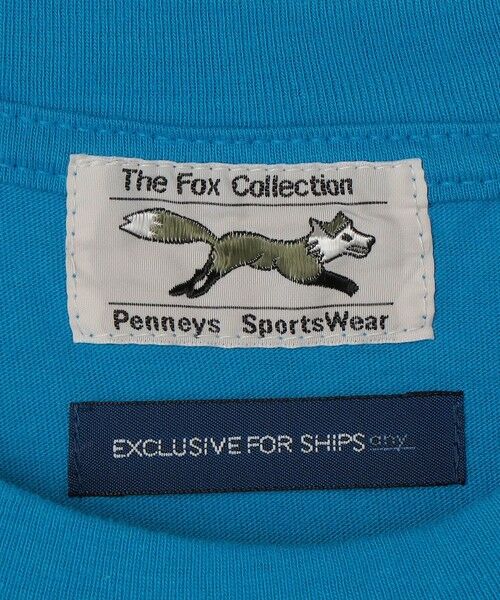 The Fox Collection
Penneys SportsWear
EXCLUSIVE FOR SHIPS any